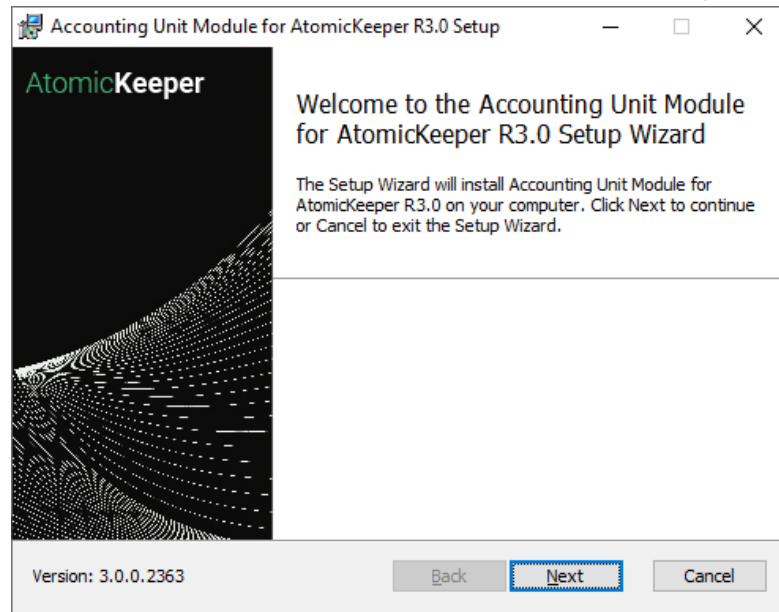 Accounting Unit Module for AtomicKeeper R3.0 Setup
AtomicKeeper
Welcome to the Accounting Unit Module
for AtomicKeeper R3.0 Setup Wizard
The Setup Wizard will install Accounting Unit Module for
AtomicKeeper R3.0 on your computer. Click Next to continue
or Cancel to exit the Setup Wizard.
Version: 3.0.0.2363
Back
Next
Cancel